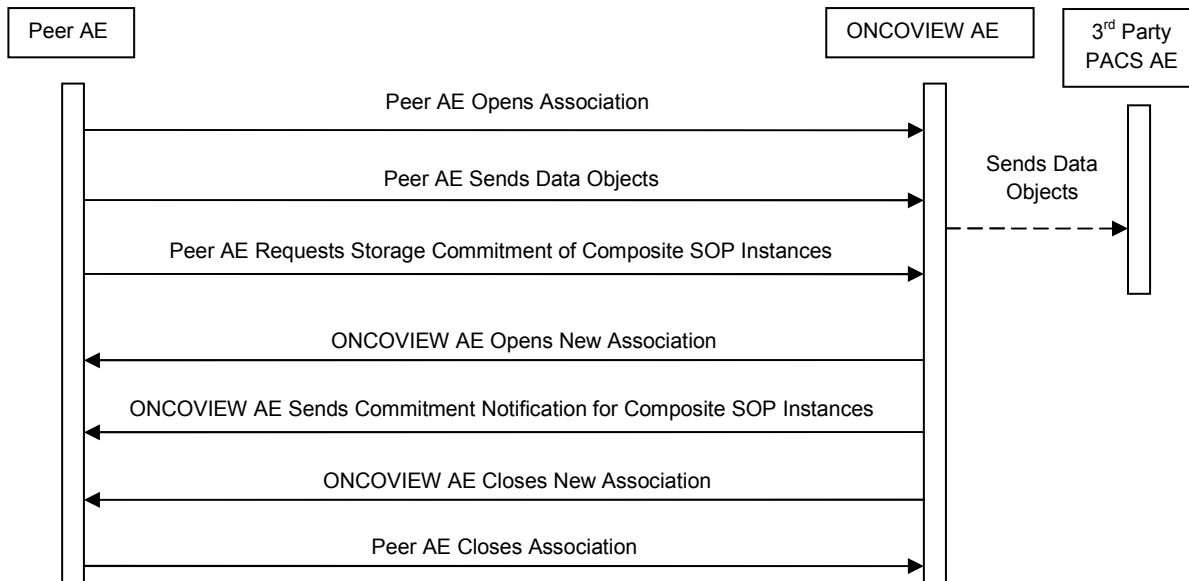 Peer AE
ONCOVIEW AE
3rd Party
PACS AE
Peer AE Opens Association
Peer AE Sends Data Objects
Sends Data
Objects
Peer AE Requests Storage Commitment of Composite SOP Instances
ONCOVIEW AE Opens New Association
ONCOVIEW AE Sends Commitment Notification for Composite SOP Instances
ONCOVIEW AE Closes New Association
Peer AE Closes Association